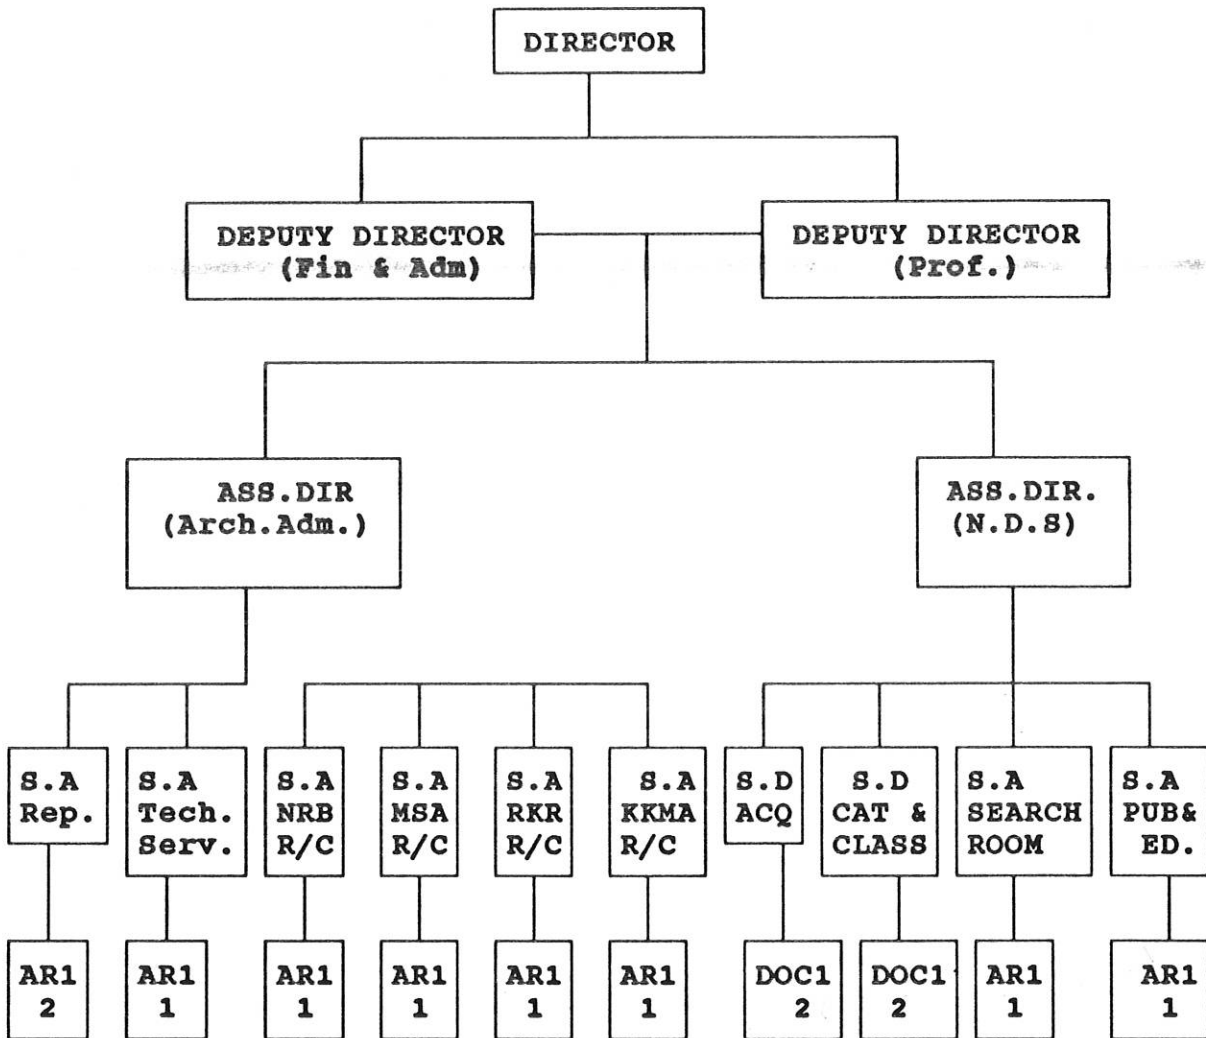 DIRECTOR
DEPUTY DIRECTOR
(Fin & Adm)
DEPUTY DIRECTOR
(Prof.)
ASS.DIR
(Arch.Adm.)
ASS.DIR.
(N.D.S)
S.A
Rep.
S.A
Tech.
Serv.
S.A
NRB
R/C
S.A
MSA
R/C
S.A
RKR
R/C
S.A
KKMA
R/C
S.D
ACQ
S.D
CAT &
CLASS
S.A
SEARCH
ROOM
S.A
PUB&
ED.
AR1
2
AR1
1
AR1
1
AR1
1
AR1
1
AR1
1
DOC1
2
DOC1
2
AR1
1
AR1
1